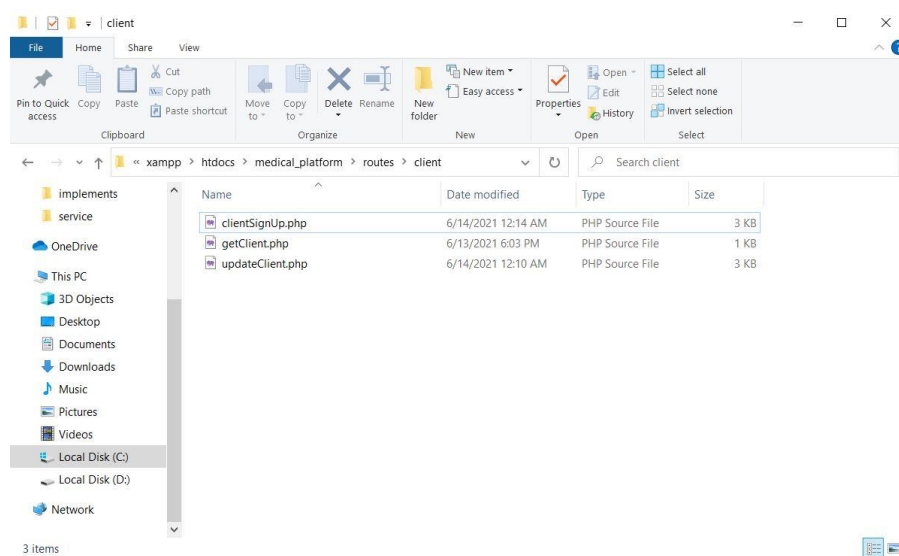 client
File Home Share View
Pin to Quick access
Copy
Paste
Cut
Copy path
Paste shortcut
Clipboard
Move to
Copy to
Delete
Rename
Organize
New folder
New item
Easy access
New
Properties
Open
Edit
History
Open
Select all
Select none
Invert selection
Select
« xampp > htdocs > medical_platform > routes > client
Search client
implements
service
OneDrive
This PC
3D Objects
Desktop
Documents
Downloads
Music
Pictures
Videos
Local Disk (C:)
Local Disk (D:)
Network
Name Date modified Type Size
clientSignUp.php 6/14/2021 12:14 AM PHP Source File 3 KB
getClient.php 6/13/2021 6:03 PM PHP Source File 1 KB
updateClient.php 6/14/2021 12:10 AM PHP Source File 3 KB
3 items